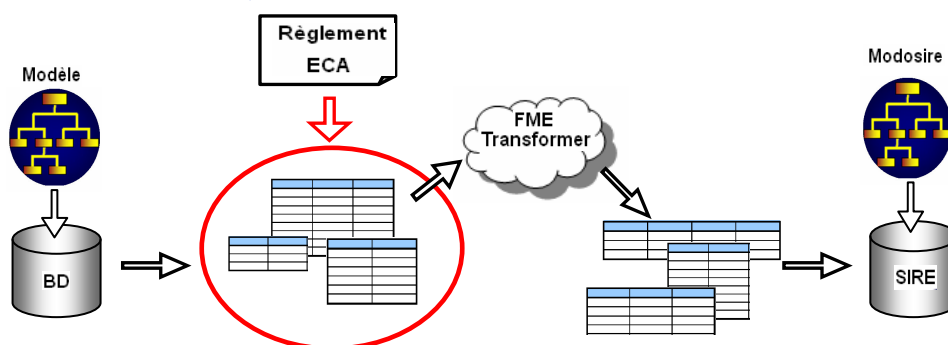 Règlement
ECA
Modèle
Modosire
FME
Transformer
BD
SIRE